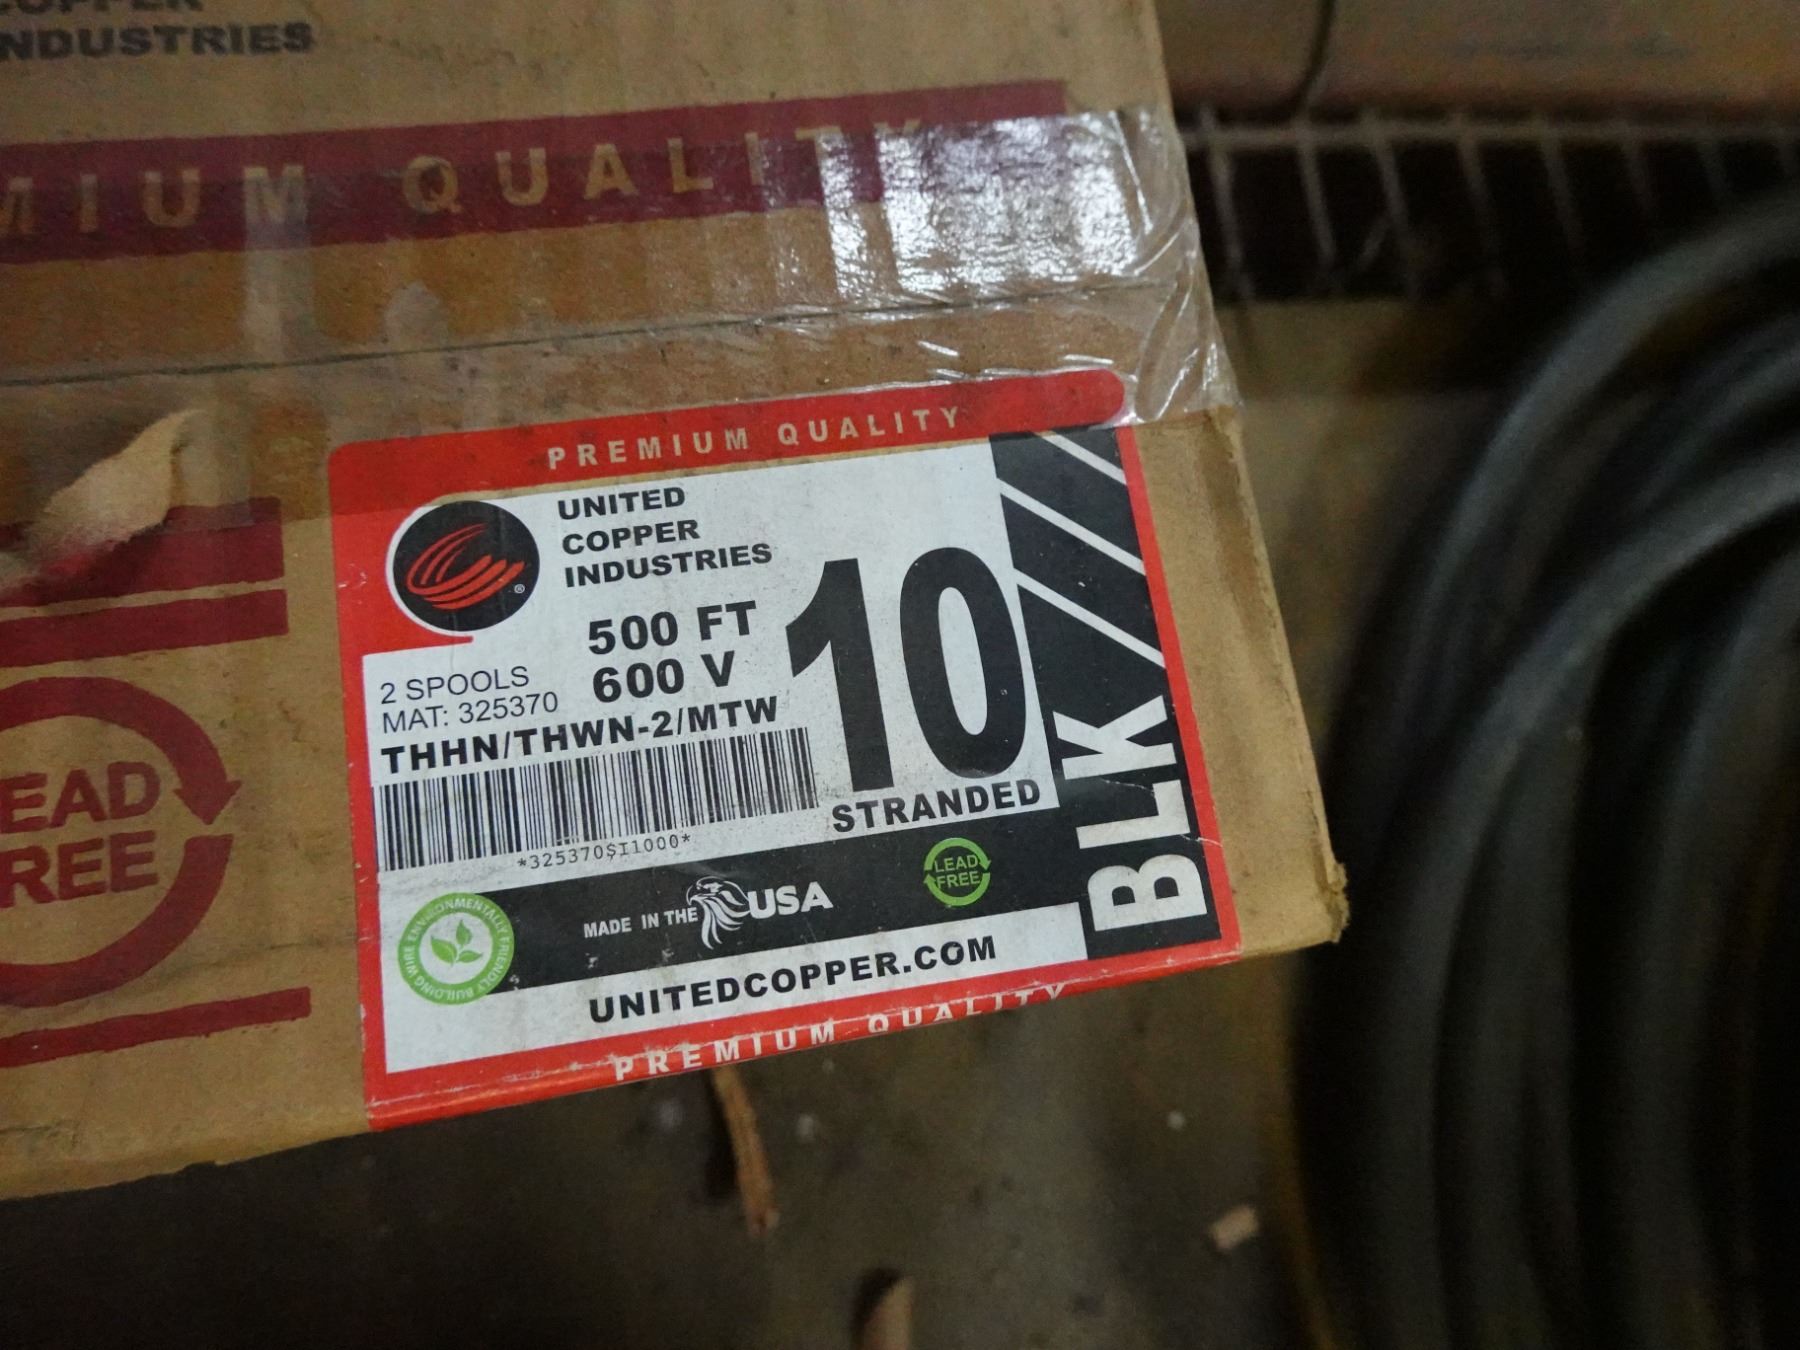 COPPER
INDUSTRIES
MIUM QUALITY
PREMIUM QUALITY
UNITED
COPPER
INDUSTRIES
®
500 FT
600 V
10
2 SPOOLS
MAT: 325370
THHN/THWN-2/MTW
STRANDED
BLK
*325370$I1000*
MADE IN THE USA
LEAD
FREE
BUILDING WIRE ENVIRONMENTALLY FRIENDLY
UNITEDCOPPER.COM
PREMIUM QUALITY
EAD
REE